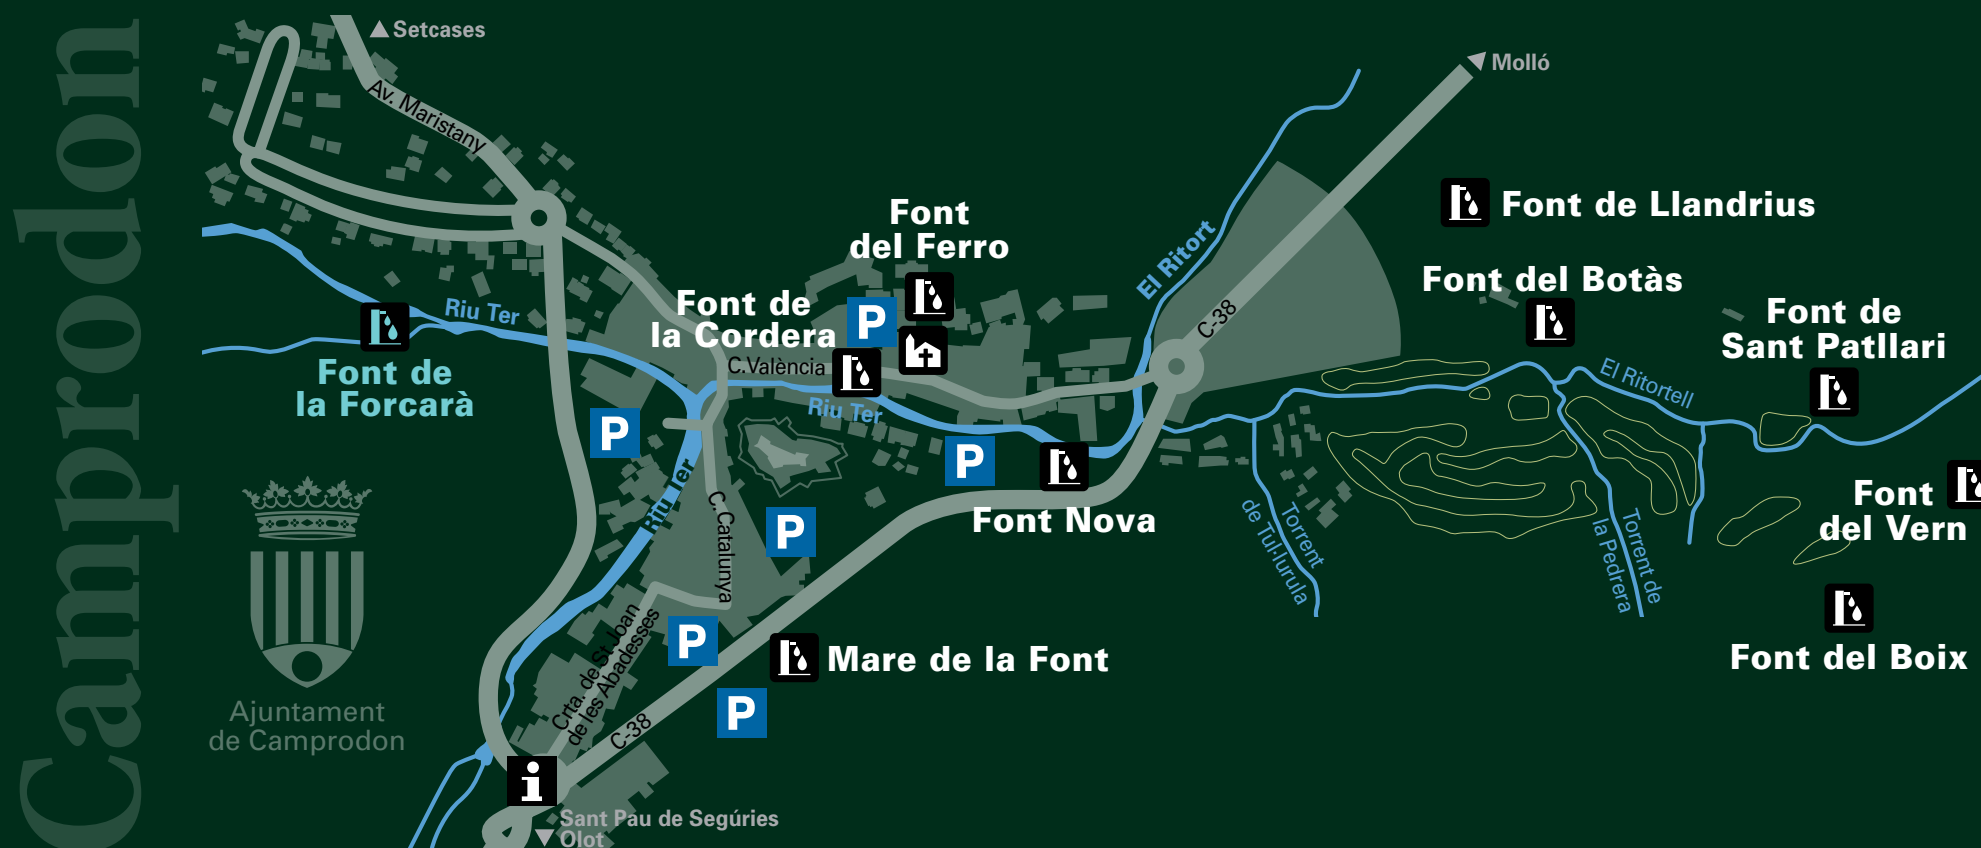 Camprodon
Setcases
Av. Maristany
Molló
Font
del Ferro
Font de Llandrius
El Ritort
Font del Botàs
Font de
la Cordera
P
Riu Ter
Font de
Sant Patllari
C-38
C.València
Font de
la Forcarà
Riu Ter
El Ritortell
P
P
Riu Ter
C. Catalunya
P
Font Nova
Font
del Vern
Torrent
de Tul·lurula
Torrent de
la Pedrera
P
Mare de la Font
Font del Boix
Crta. de St. Joan
de les Abadesses
P
C-38
Ajuntament
de Camprodon
i
Sant Pau de Segúries
Olot